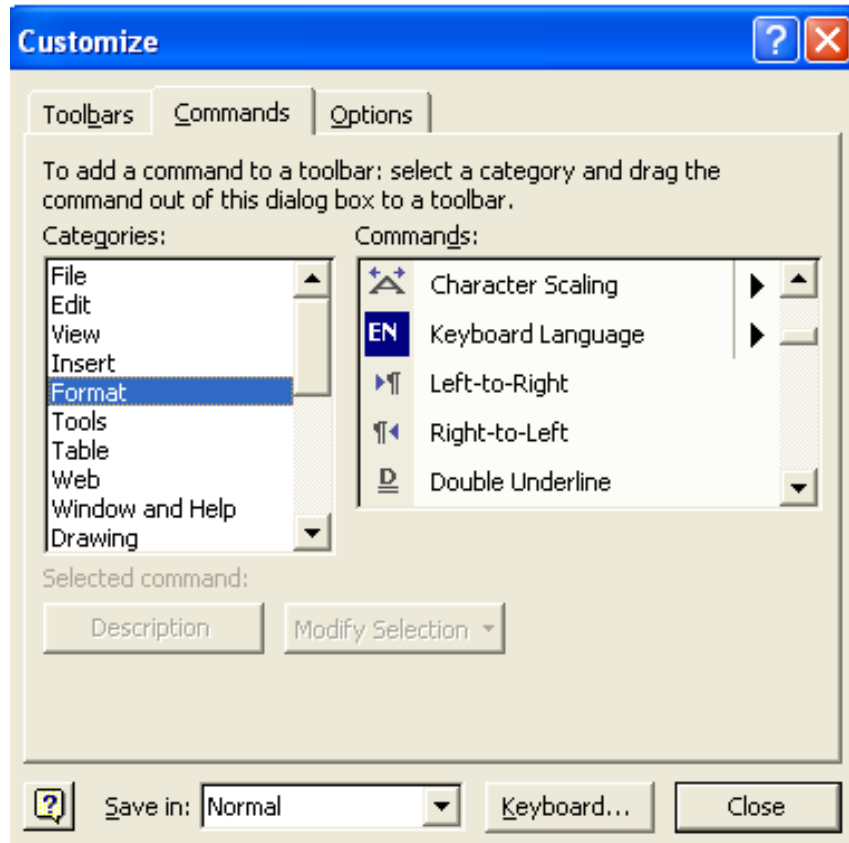 Customize
Toolbars Commands Options
To add a command to a toolbar: select a category and drag the
command out of this dialog box to a toolbar.
Categories:
File
Edit
View
Insert
Format
Tools
Table
Web
Window and Help
Drawing
Commands:
Character Scaling
EN Keyboard Language
Left-to-Right
Right-to-Left
D Double Underline
Selected command:
Description Modify Selection
Save in: Normal Keyboard... Close